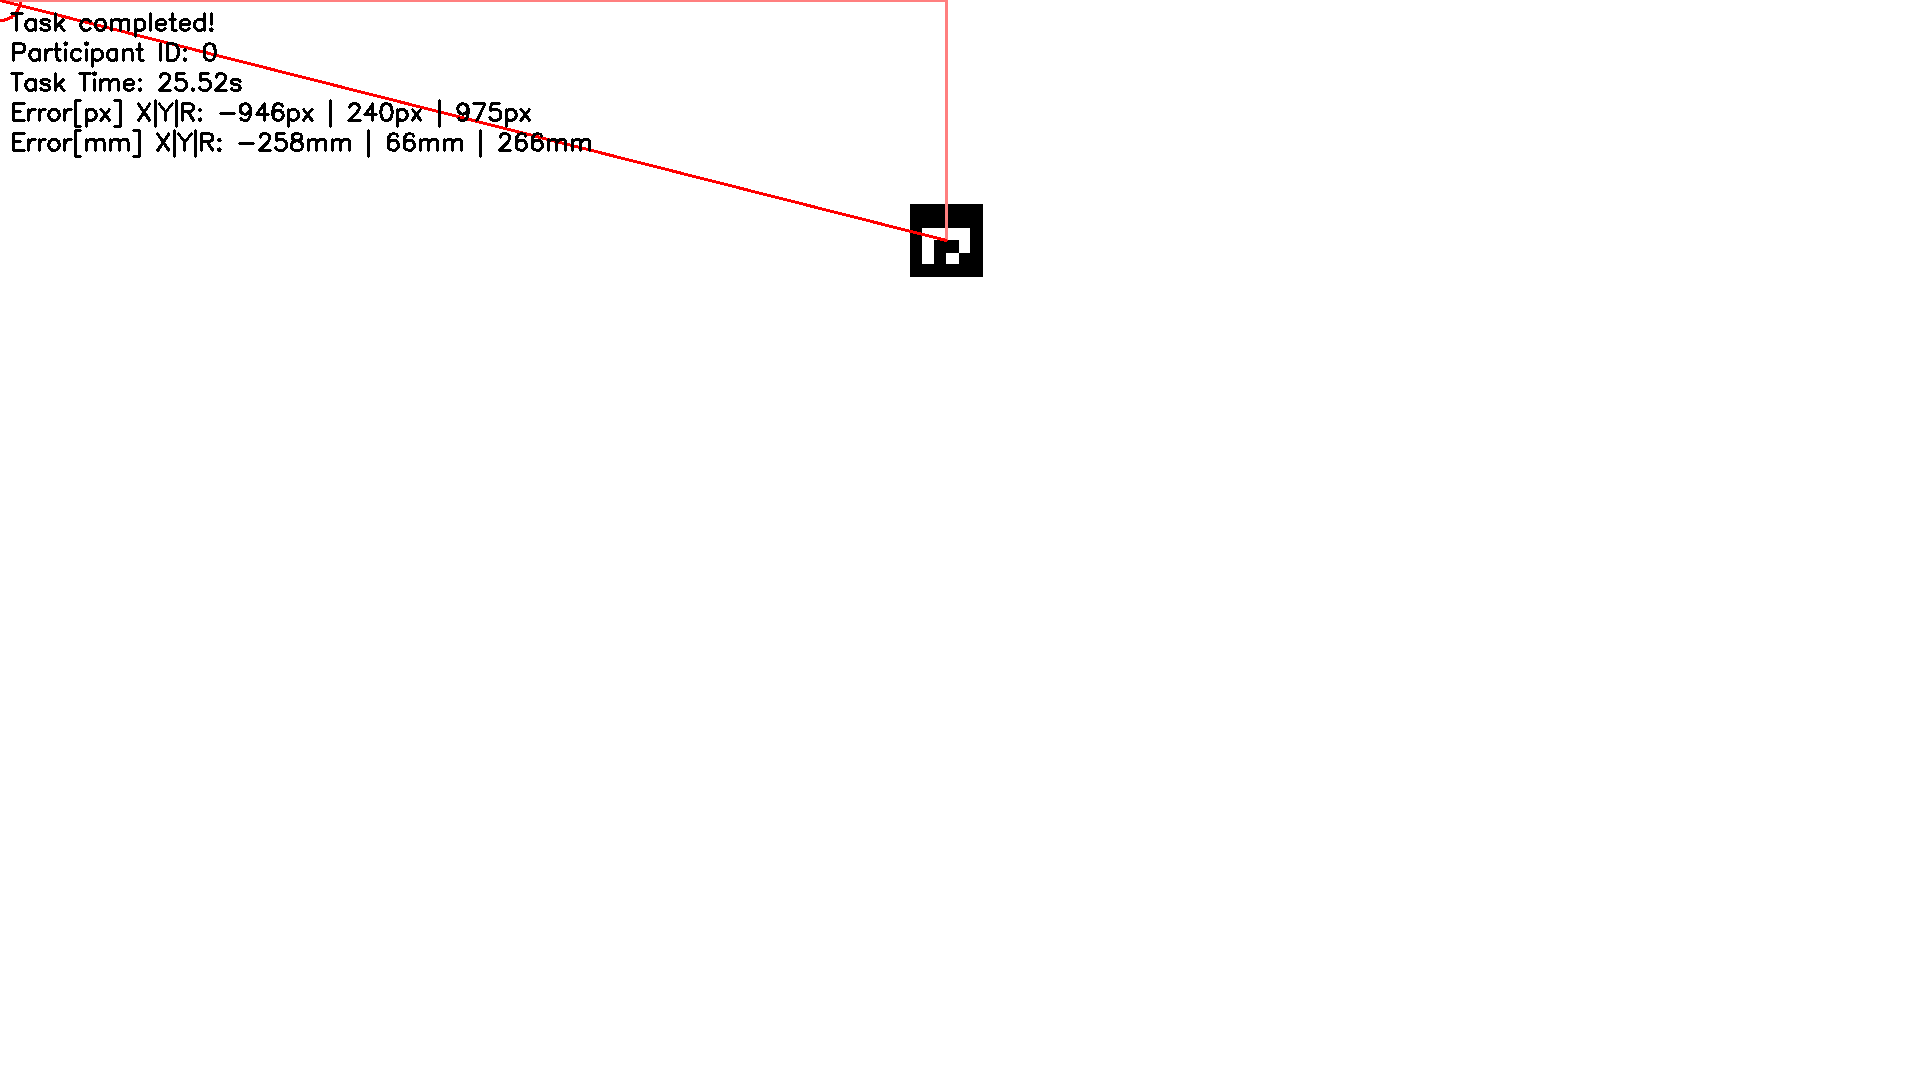 Task completed!
Participant ID: 0
Task Time: 25.52s
Error[px] X|Y|R: -946px | 240px | 975px
Error[mm] X|Y|R: -258mm | 66mm | 266mm